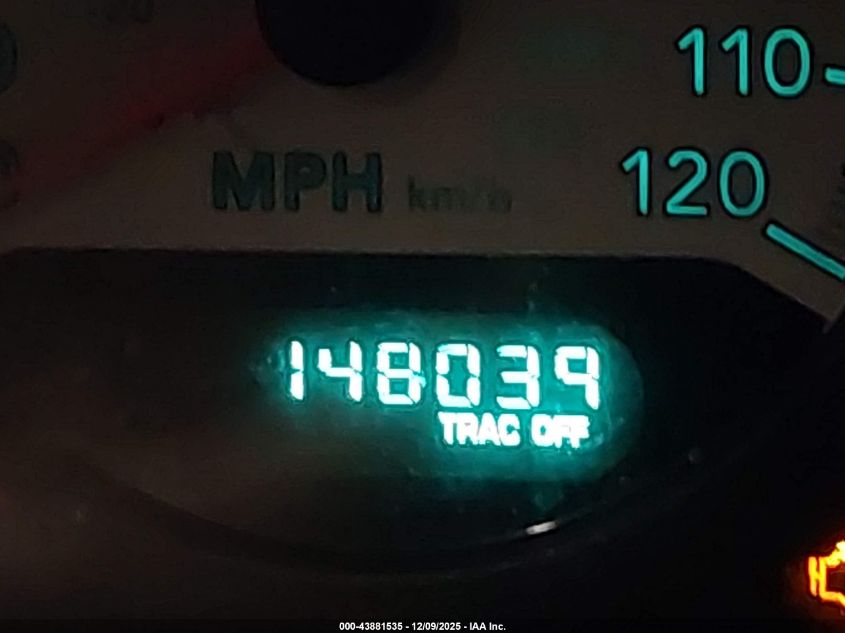 110
120
MPH km/h
148039
TRAC OFF
000-43881535 - 12/09/2025 - IAA Inc.